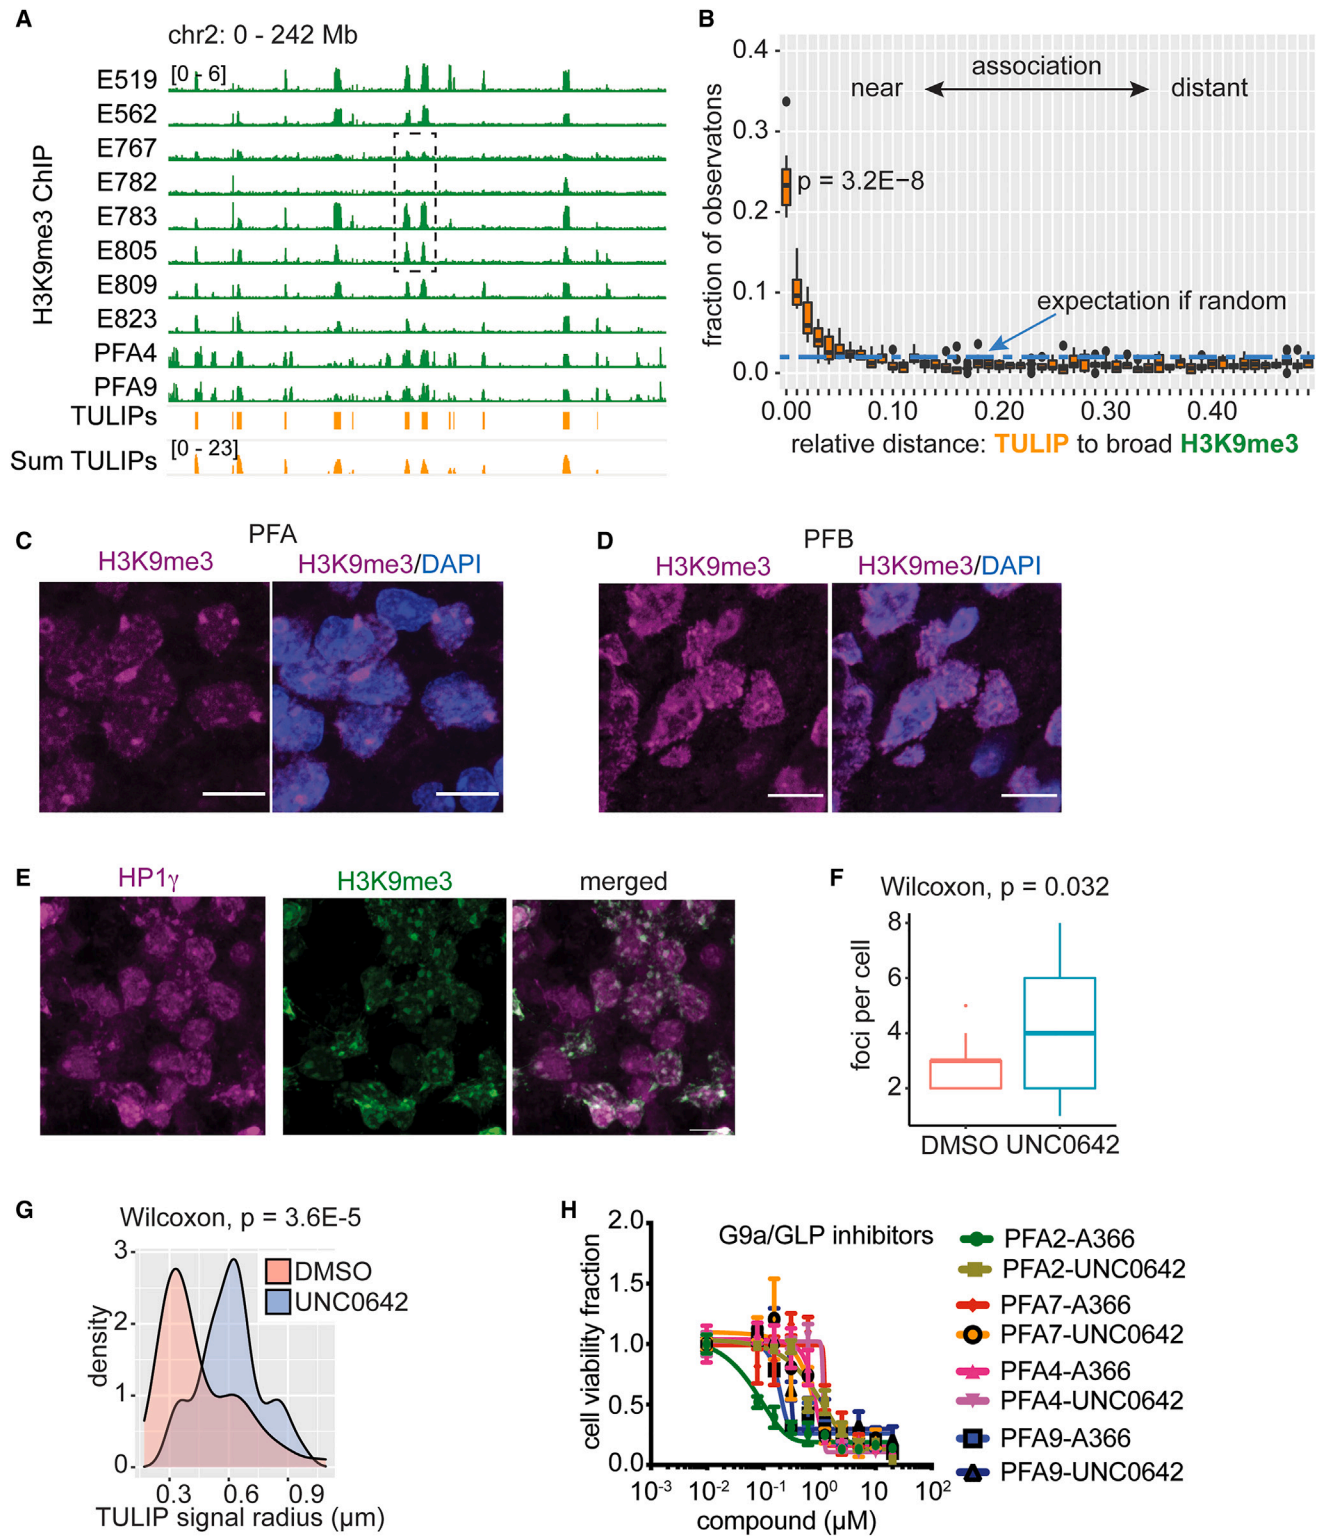 A
chr2: 0 - 242 Mb
H3K9me3 ChIP
[0 - 6]
E519
E562
E767
E782
E783
E805
E809
E823
PFA4
PFA9
TULIPs
Sum TULIPs
[0 - 23]
B
fraction of observatons
0.4
0.3
0.2
0.1
0.0
association
near
distant
p = 3.2E−8
expectation if random
0.00
0.10
0.20
0.30
0.40
relative distance: TULIP to broad H3K9me3
C
PFA
H3K9me3
H3K9me3/DAPI
D
PFB
H3K9me3
H3K9me3/DAPI
E
HP1γ
H3K9me3
merged
F
Wilcoxon, p = 0.032
foci per cell
8
6
4
2
DMSO
UNC0642
G
Wilcoxon, p = 3.6E-5
density
3
2
1
0
DMSO
UNC0642
0.3
0.6
0.9
TULIP signal radius (µm)
H
cell viability fraction
2.0
1.5
1.0
0.5
0.0
G9a/GLP inhibitors
10-3
10-2
10-1
100
101
102
compound (µM)
PFA2-A366
PFA2-UNC0642
PFA7-A366
PFA7-UNC0642
PFA4-A366
PFA4-UNC0642
PFA9-A366
PFA9-UNC0642